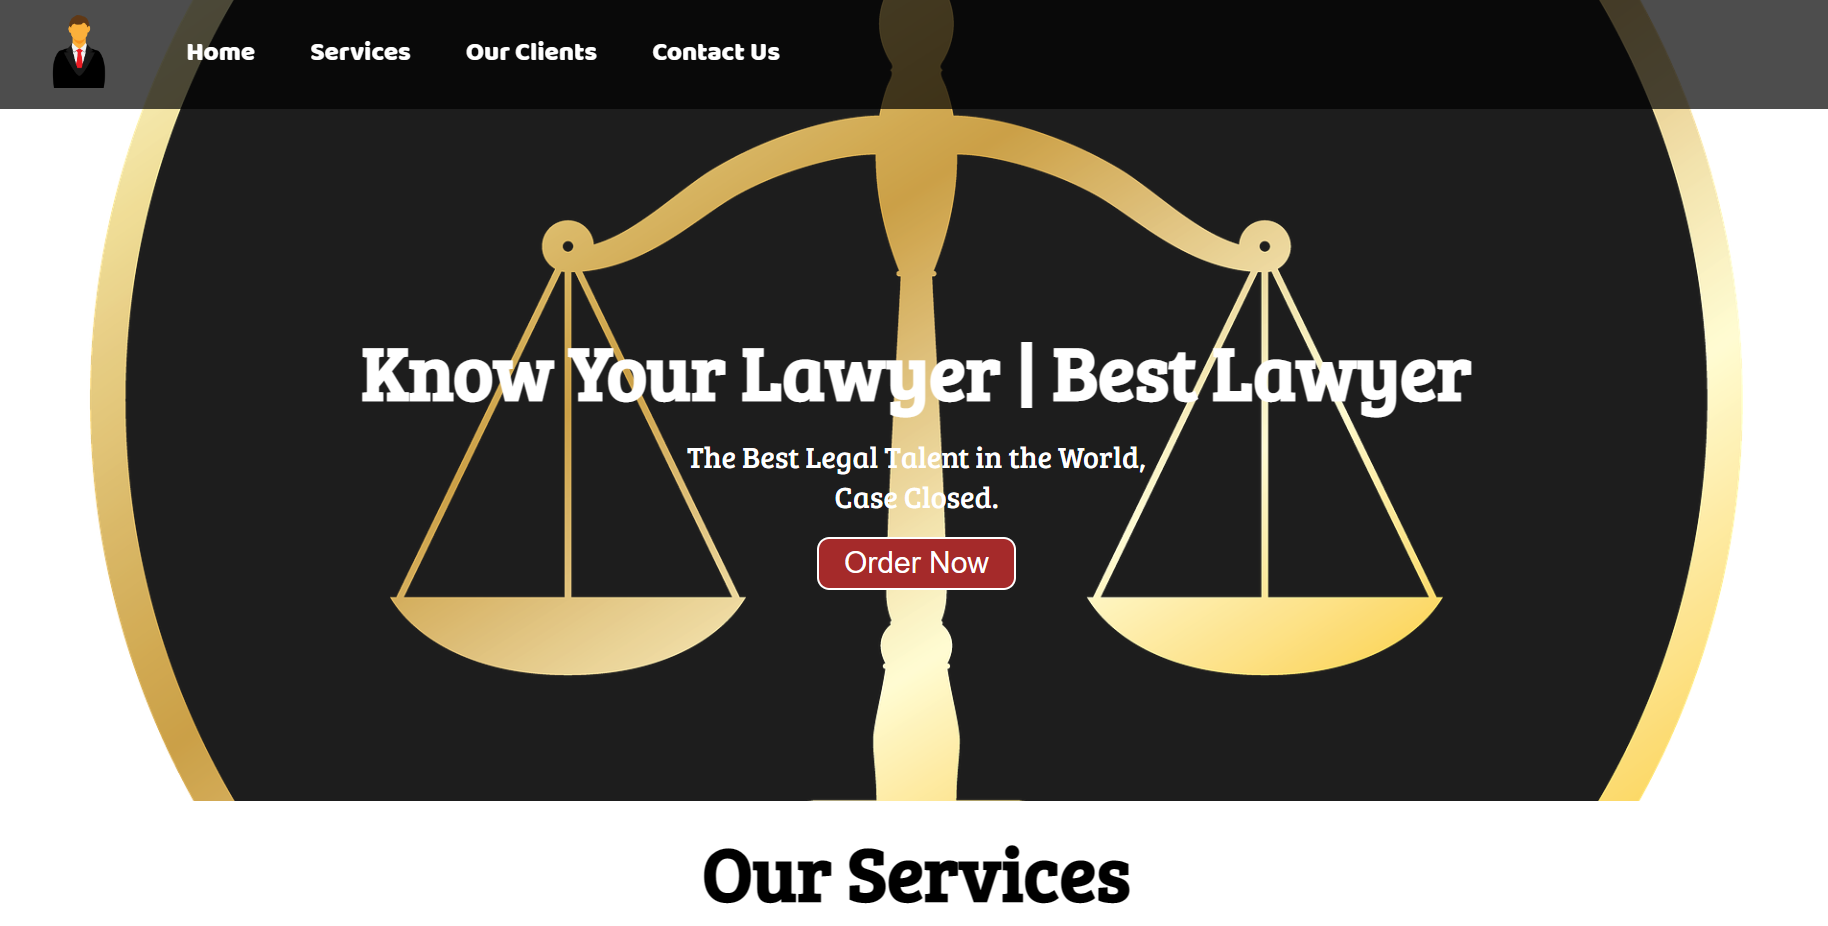 Home Services Our Clients Contact Us
Know Your Lawyer | Best Lawyer
The Best Legal Talent in the World,
Case Closed.
Order Now
Our Services